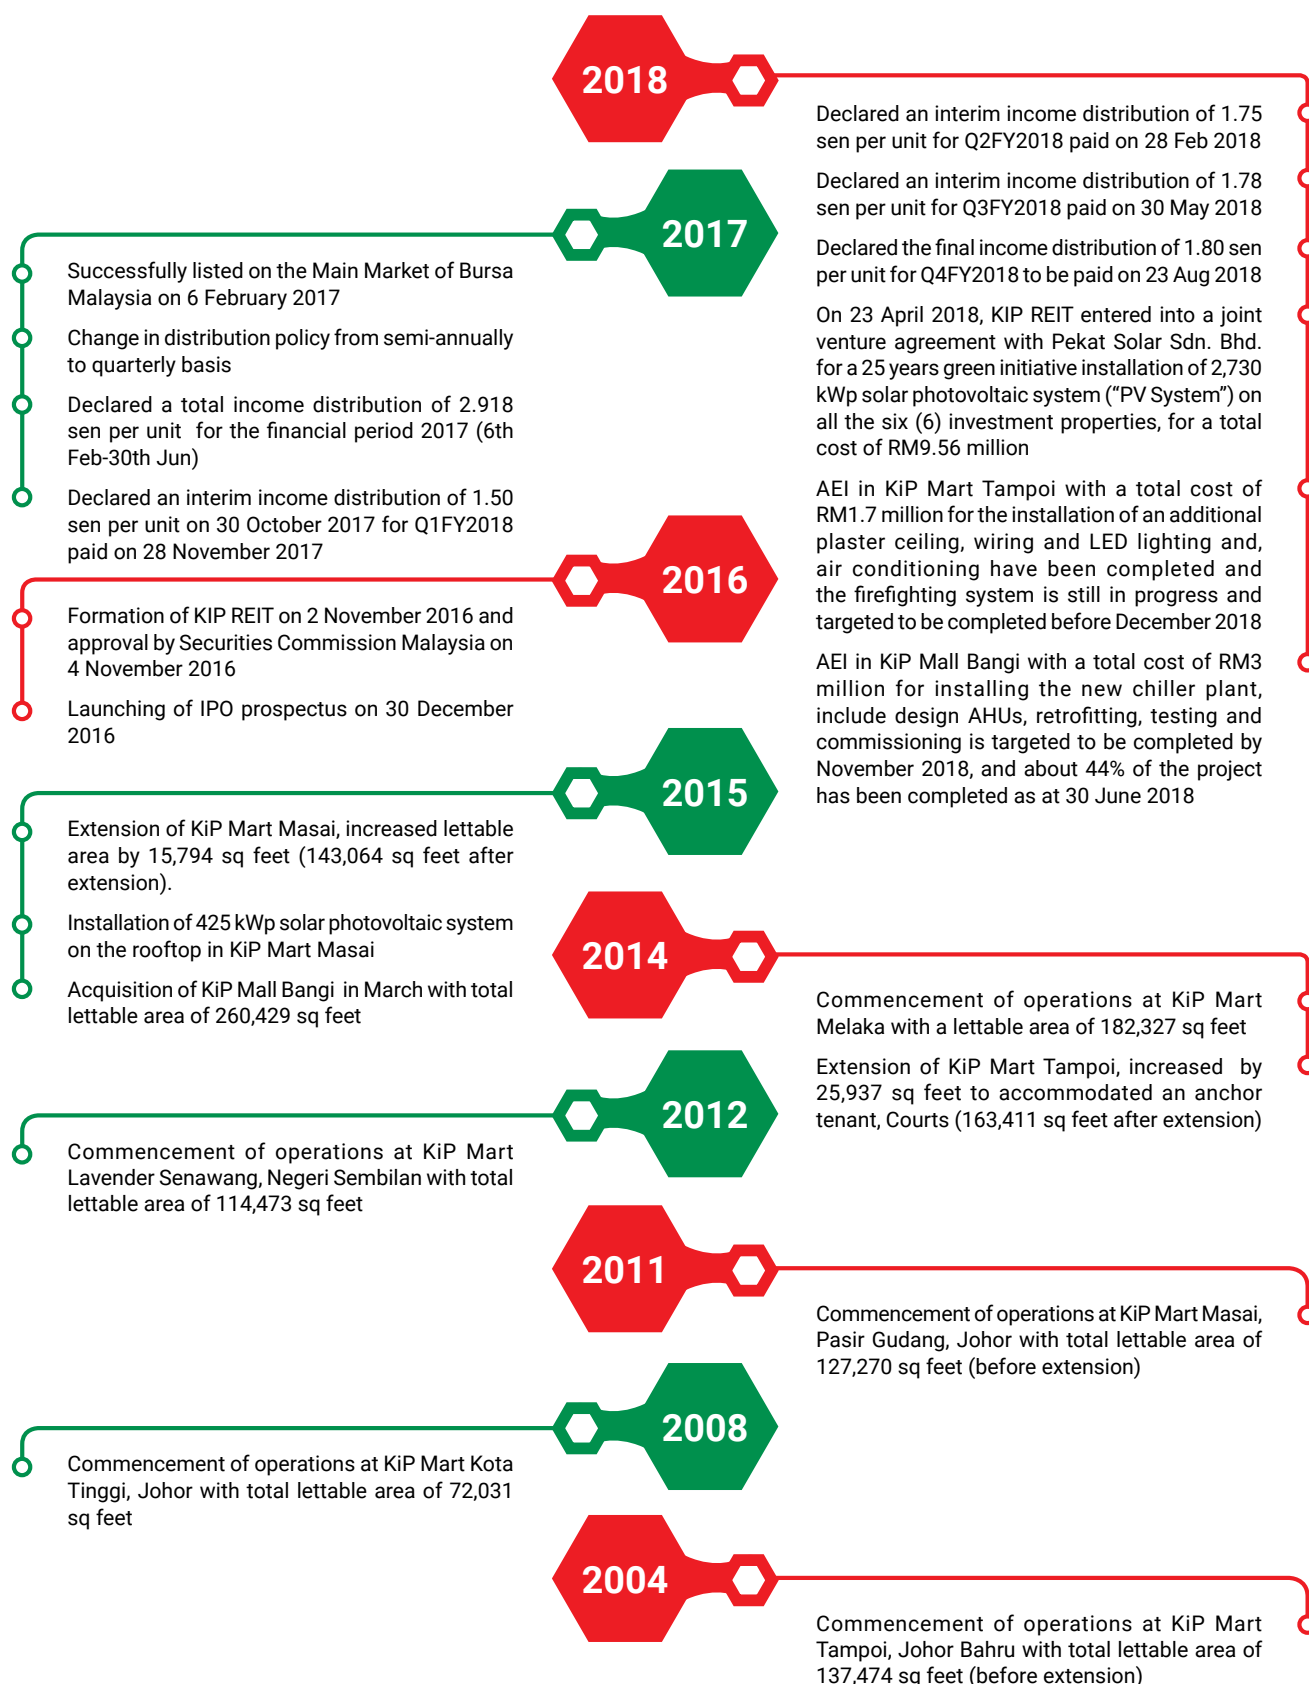 2018
Declared an interim income distribution of 1.75
sen per unit for Q2FY2018 paid on 28 Feb 2018
Declared an interim income distribution of 1.78
sen per unit for Q3FY2018 paid on 30 May 2018
Declared the final income distribution of 1.80 sen
per unit for Q4FY2018 to be paid on 23 Aug 2018
On 23 April 2018, KIP REIT entered into a joint
venture agreement with Pekat Solar Sdn. Bhd.
for a 25 years green initiative installation of 2,730
kWp solar photovoltaic system (“PV System”) on
all the six (6) investment properties, for a total
cost of RM9.56 million
AEI in KiP Mart Tampoi with a total cost of
RM1.7 million for the installation of an additional
plaster ceiling, wiring and LED lighting and,
air conditioning have been completed and
the firefighting system is still in progress and
targeted to be completed before December 2018
AEI in KiP Mall Bangi with a total cost of RM3
million for installing the new chiller plant,
include design AHUs, retrofitting, testing and
commissioning is targeted to be completed by
November 2018, and about 44% of the project
has been completed as at 30 June 2018
2017
Successfully listed on the Main Market of Bursa
Malaysia on 6 February 2017
Change in distribution policy from semi-annually
to quarterly basis
Declared a total income distribution of 2.918
sen per unit for the financial period 2017 (6th
Feb-30th Jun)
Declared an interim income distribution of 1.50
sen per unit on 30 October 2017 for Q1FY2018
paid on 28 November 2017
2016
Formation of KIP REIT on 2 November 2016 and
approval by Securities Commission Malaysia on
4 November 2016
Launching of IPO prospectus on 30 December
2016
2015
Extension of KiP Mart Masai, increased lettable
area by 15,794 sq feet (143,064 sq feet after
extension).
Installation of 425 kWp solar photovoltaic system
on the rooftop in KiP Mart Masai
Acquisition of KiP Mall Bangi in March with total
lettable area of 260,429 sq feet
2014
Commencement of operations at KiP Mart
Melaka with a lettable area of 182,327 sq feet
Extension of KiP Mart Tampoi, increased by
25,937 sq feet to accommodated an anchor
tenant, Courts (163,411 sq feet after extension)
2012
Commencement of operations at KiP Mart
Lavender Senawang, Negeri Sembilan with total
lettable area of 114,473 sq feet
2011
Commencement of operations at KiP Mart Masai,
Pasir Gudang, Johor with total lettable area of
127,270 sq feet (before extension)
2008
Commencement of operations at KiP Mart Kota
Tinggi, Johor with total lettable area of 72,031
sq feet
2004
Commencement of operations at KiP Mart
Tampoi, Johor Bahru with total lettable area of
137,474 sq feet (before extension)